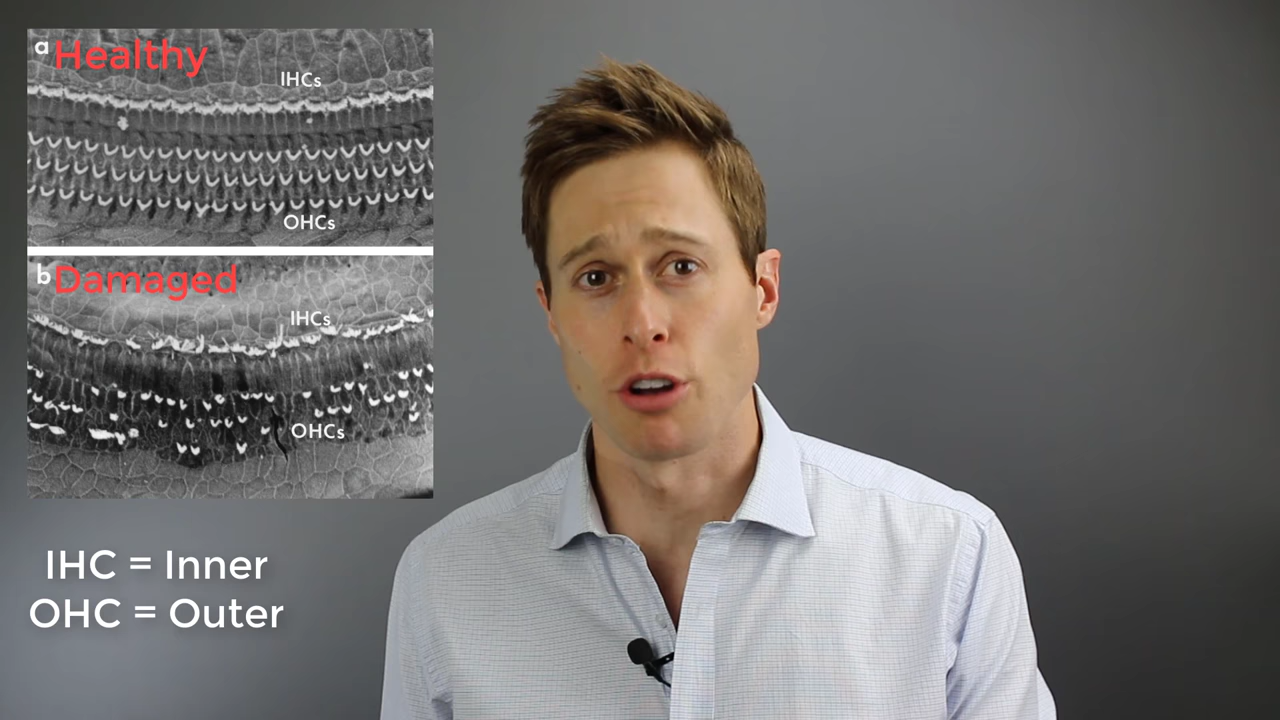 a Healthy
IHCs
OHCs
b Damaged
IHCs
OHCs
IHC = Inner
OHC = Outer